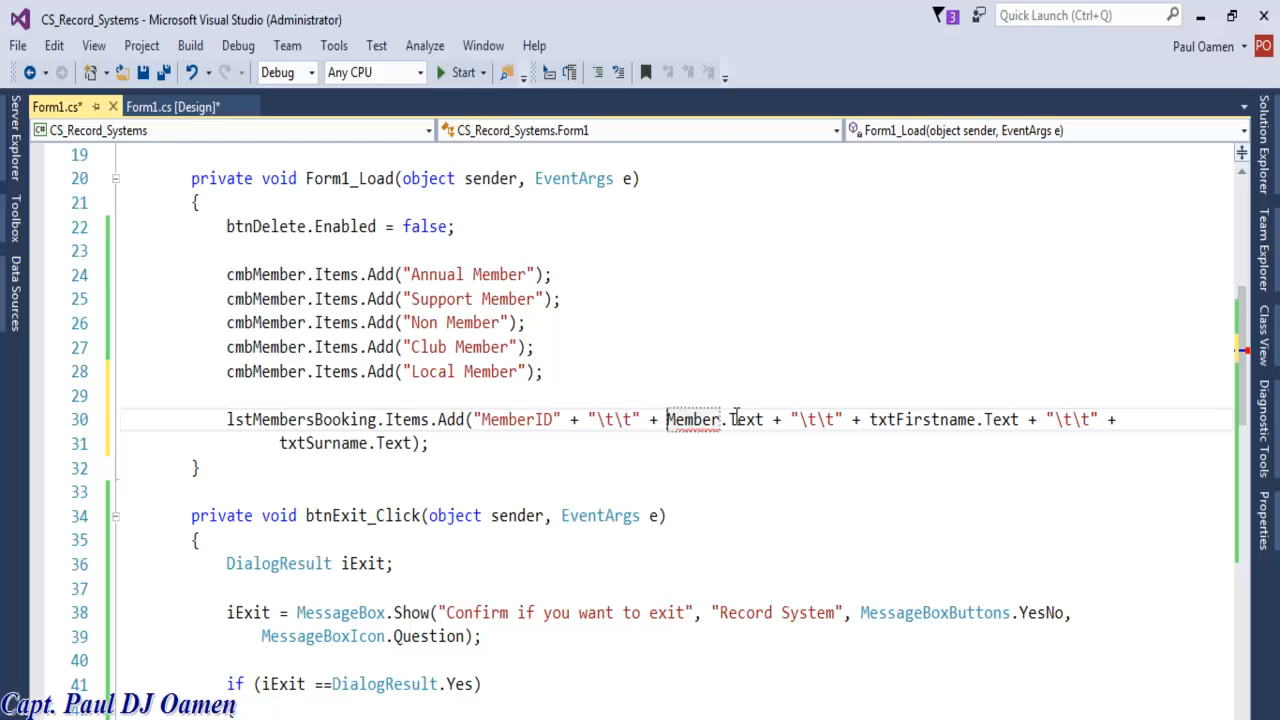 CS_Record_Systems - Microsoft Visual Studio (Administrator)
3
Quick Launch (Ctrl+Q)
File Edit View Project Build Debug Team Tools Test Analyze Window Help
Paul Oamen
PO
Debug Any CPU Start
Form1.cs* Form1.cs [Design]*
CS_Record_Systems CS_Record_Systems.Form1 Form1_Load(object sender, EventArgs e)
19
20 private void Form1_Load(object sender, EventArgs e)
21 {
22 btnDelete.Enabled = false;
23
24 cmbMember.Items.Add("Annual Member");
25 cmbMember.Items.Add("Support Member");
26 cmbMember.Items.Add("Non Member");
27 cmbMember.Items.Add("Club Member");
28 cmbMember.Items.Add("Local Member");
29
30 lstMembersBooking.Items.Add("MemberID" + "\t\t" + Member.Text + "\t\t" + txtFirstname.Text + "\t\t" +
31 txtSurname.Text);
32 }
33
34 private void btnExit_Click(object sender, EventArgs e)
35 {
36 DialogResult iExit;
37
38 iExit = MessageBox.Show("Confirm if you want to exit", "Record System", MessageBoxButtons.YesNo,
39 MessageBoxIcon.Question);
40
41 if (iExit ==DialogResult.Yes)
{
Server Explorer
Toolbox
Data Sources
Solution Explorer
Team Explorer
Class View
Diagnostic Tools
Properties
Capt. Paul DJ Oamen